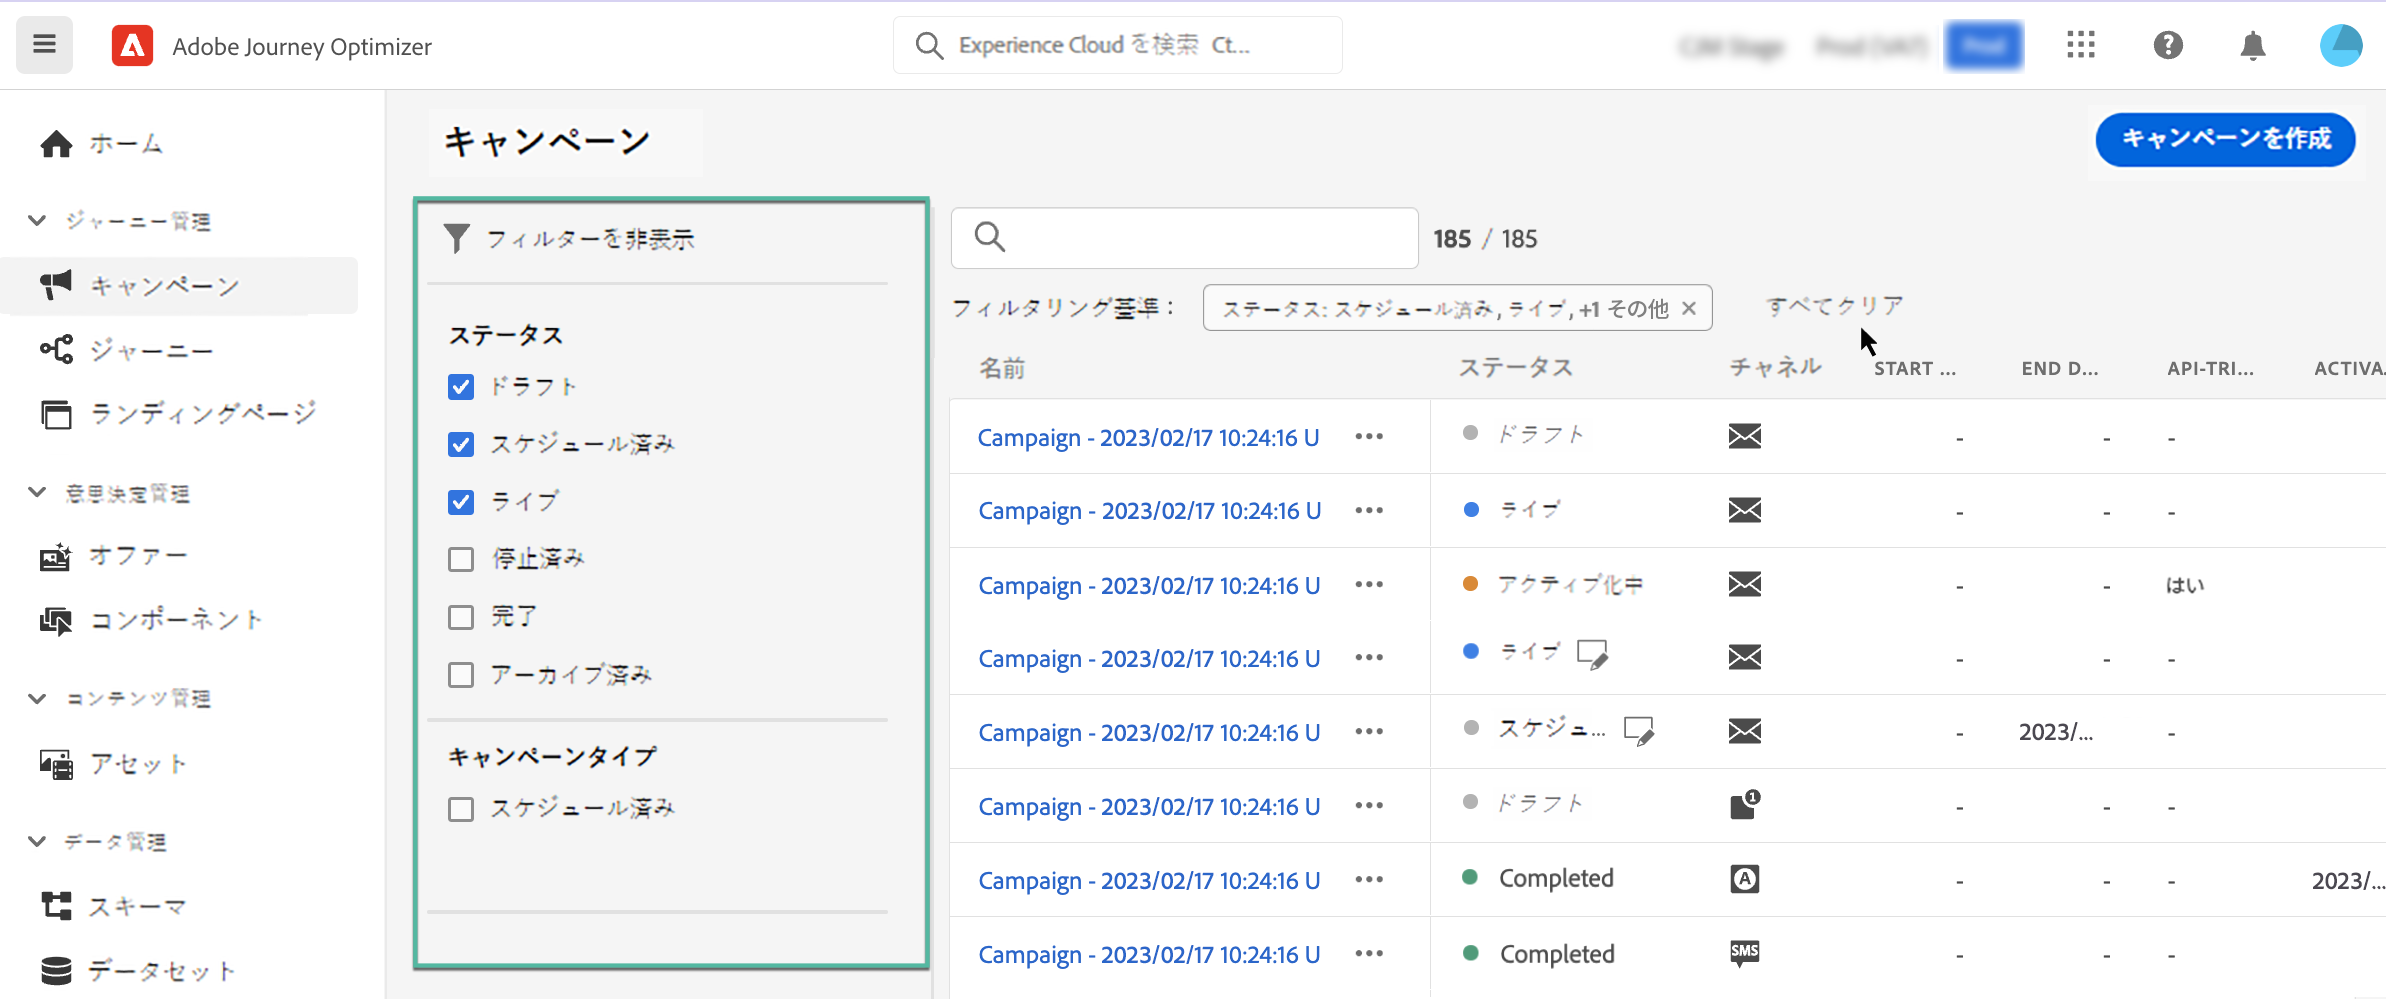 Adobe Journey Optimizer
Experience Cloud を検索 Ct...
Prod
ホーム
ジャーニー管理
キャンペーン
ジャーニー
ランディングページ
意思決定管理
オファー
コンポーネント
コンテンツ管理
アセット
データ管理
スキーマ
データセット
キャンペーン
キャンペーンを作成
フィルターを非表示
ステータス
ドラフト
スケジュール済み
ライブ
停止済み
完了
アーカイブ済み
キャンペーンタイプ
スケジュール済み
185 / 185
フィルタリング基準： ステータス: スケジュール済み, ライブ, +1 その他 ✕ すべてクリア
名前 ステータス チャネル START ... END D... API-TRI... ACTIVA
Campaign - 2023/02/17 10:24:16 U ••• ドラフト - - -
Campaign - 2023/02/17 10:24:16 U ••• ライブ - - -
Campaign - 2023/02/17 10:24:16 U ••• アクティブ化中 - - はい
Campaign - 2023/02/17 10:24:16 U ••• ライブ - - -
Campaign - 2023/02/17 10:24:16 U ••• スケジュ... - 2023/... -
Campaign - 2023/02/17 10:24:16 U ••• ドラフト 1 - - -
Campaign - 2023/02/17 10:24:16 U ••• Completed - - - 2023/...
Campaign - 2023/02/17 10:24:16 U ••• Completed SMS - - -